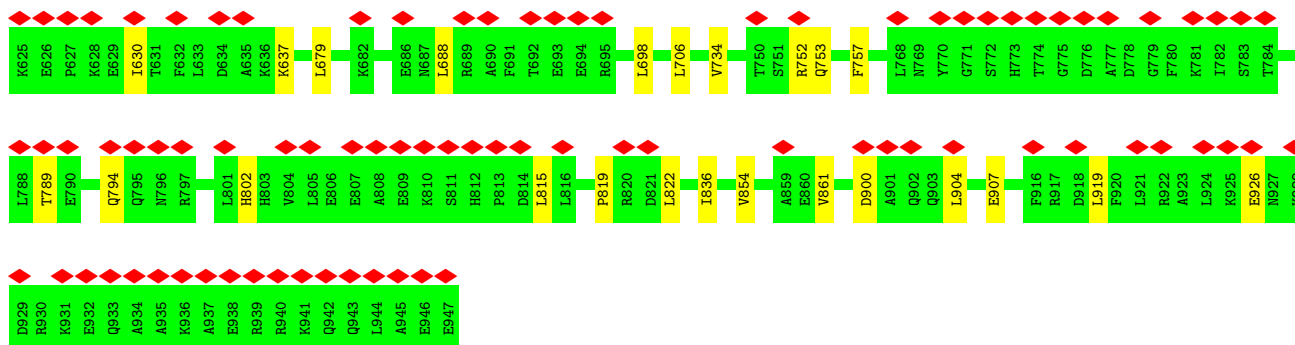 K625 E626 P627 K628 E629 I630 T631 F632 L633 D634 A635 K636 K637 L679 K682 E686 N687 L688 R689 A690 F691 T692 E693 E694 R695 L698 L706 V734 T750 S751 R752 Q753 F757 L768 N769 Y770 G771 S772 H773 T774 G775 D776 A777 D778 G779 F780 K781 I782 S783 T784
L788 T789 E790 Q794 Q795 N796 R797 L801 H802 H803 V804 L805 E806 E807 A808 E809 K810 S811 H812 P813 D814 L815 L816 P819 R820 D821 L822 I836 V854 A859 E860 V861 D900 A901 Q902 Q903 L904 E907 F916 R917 D918 L919 F920 L921 R922 A923 L924 K925 E926 N927
D929 R930 K931 E932 Q933 A934 A935 K936 A937 E938 R939 R940 K941 Q942 Q943 L944 A945 E946 E947